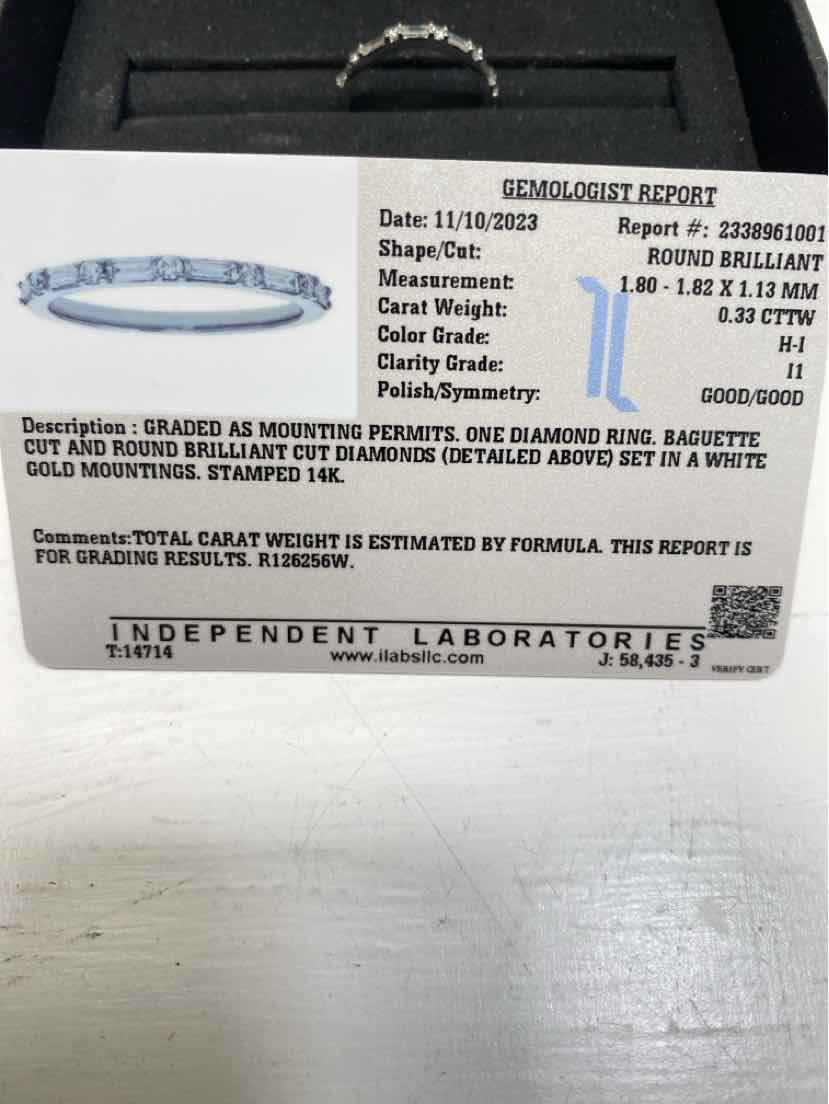 GEMOLOGIST REPORT
Date: 11/10/2023 Report #: 2338961001
Shape/Cut: ROUND BRILLIANT
Measurement: 1.80 - 1.82 X 1.13 MM
Carat Weight: 0.33 CTTW
Color Grade: H-I
Clarity Grade: I1
Polish/Symmetry: GOOD/GOOD
Description : GRADED AS MOUNTING PERMITS. ONE DIAMOND RING. BAGUETTE
CUT AND ROUND BRILLIANT CUT DIAMONDS (DETAILED ABOVE) SET IN A WHITE
GOLD MOUNTINGS. STAMPED 14K.
Comments:TOTAL CARAT WEIGHT IS ESTIMATED BY FORMULA. THIS REPORT IS
FOR GRADING RESULTS. R126256W.
INDEPENDENT LABORATORIES
T:14714 www.ilabsllc.com J: 58,435 - 3 VERIFY CERT